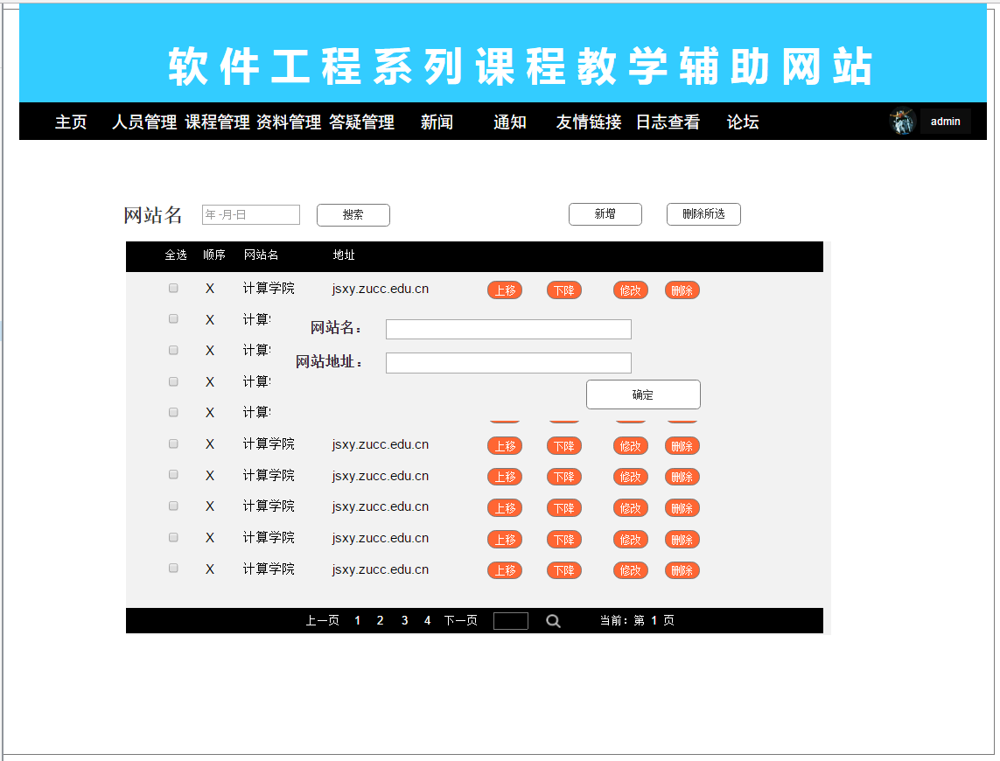 软件工程系列课程教学辅助网站
主页 人员管理 课程管理 资料管理 答疑管理 新闻 通知 友情链接 日志查看 论坛 admin
网站名 年-月-日 搜索 新增 删除所选
全选 顺序 网站名 地址
X 计算学院 jsxy.zucc.edu.cn 上移 下降 修改 删除
X 计算
网站名：
X 计算
网站地址：
X 计算
确定
X 计算
X 计算学院 jsxy.zucc.edu.cn 上移 下降 修改 删除
X 计算学院 jsxy.zucc.edu.cn 上移 下降 修改 删除
X 计算学院 jsxy.zucc.edu.cn 上移 下降 修改 删除
X 计算学院 jsxy.zucc.edu.cn 上移 下降 修改 删除
X 计算学院 jsxy.zucc.edu.cn 上移 下降 修改 删除
上一页 1 2 3 4 下一页 当前：第 1 页